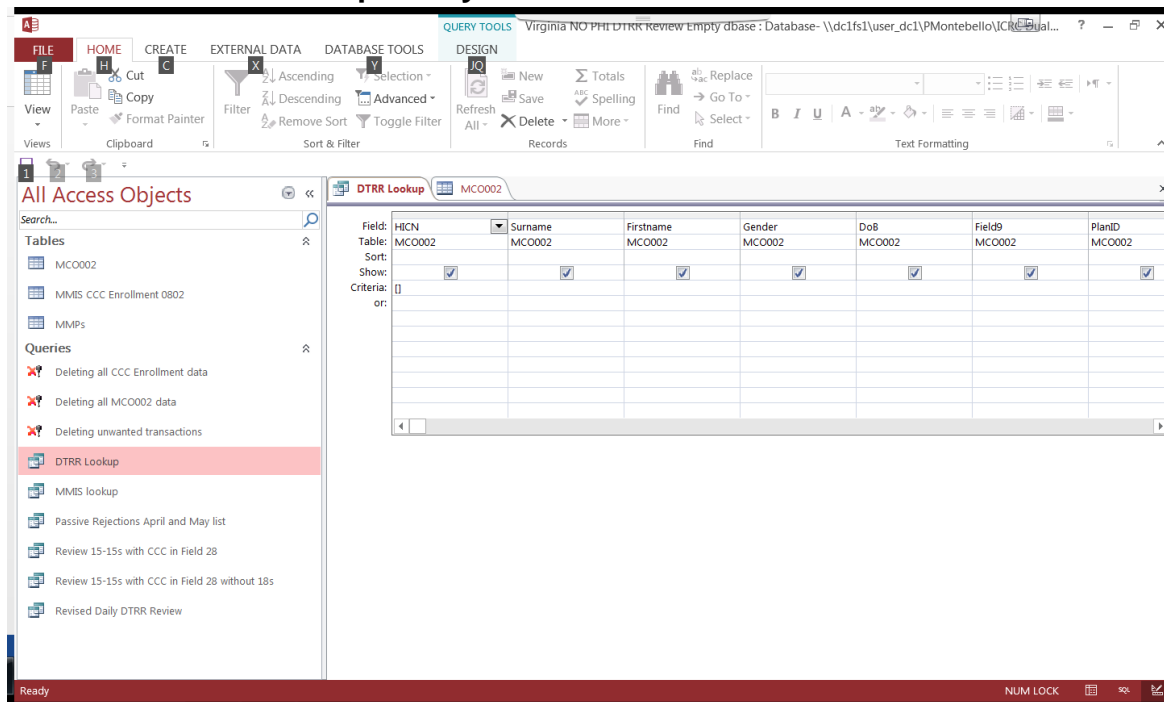 QUERY TOOLS Virginia NO PHI DTRR Review Empty dbase : Database- \\dc1fs1\user_dc1\PMontebello\ICRC\Dual... ?
FILE HOME CREATE EXTERNAL DATA DATABASE TOOLS DESIGN
F H C X Y JQ
View
Paste
Cut
Copy
Format Painter
Filter
Ascending
Descending
Remove Sort
Selection
Advanced
Toggle Filter
Refresh All
New
Save
Delete
Totals
Spelling
More
Find
Replace
Go To
Select
B I U A
Views Clipboard Sort & Filter Records Find Text Formatting
1 2 3
All Access Objects
Search...
Tables
MCO002
MMIS CCC Enrollment 0802
MMPs
Queries
Deleting all CCC Enrollment data
Deleting all MCO002 data
Deleting unwanted transactions
DTRR Lookup
MMIS lookup
Passive Rejections April and May list
Review 15-15s with CCC in Field 28
Review 15-15s with CCC in Field 28 without 18s
Revised Daily DTRR Review
DTRR Lookup MCO002
Field: HICN Surname Firstname Gender DoB Field9 PlanID
Table: MCO002 MCO002 MCO002 MCO002 MCO002 MCO002 MCO002
Sort:
Show:
Criteria: []
or:
Ready NUM LOCK SQL